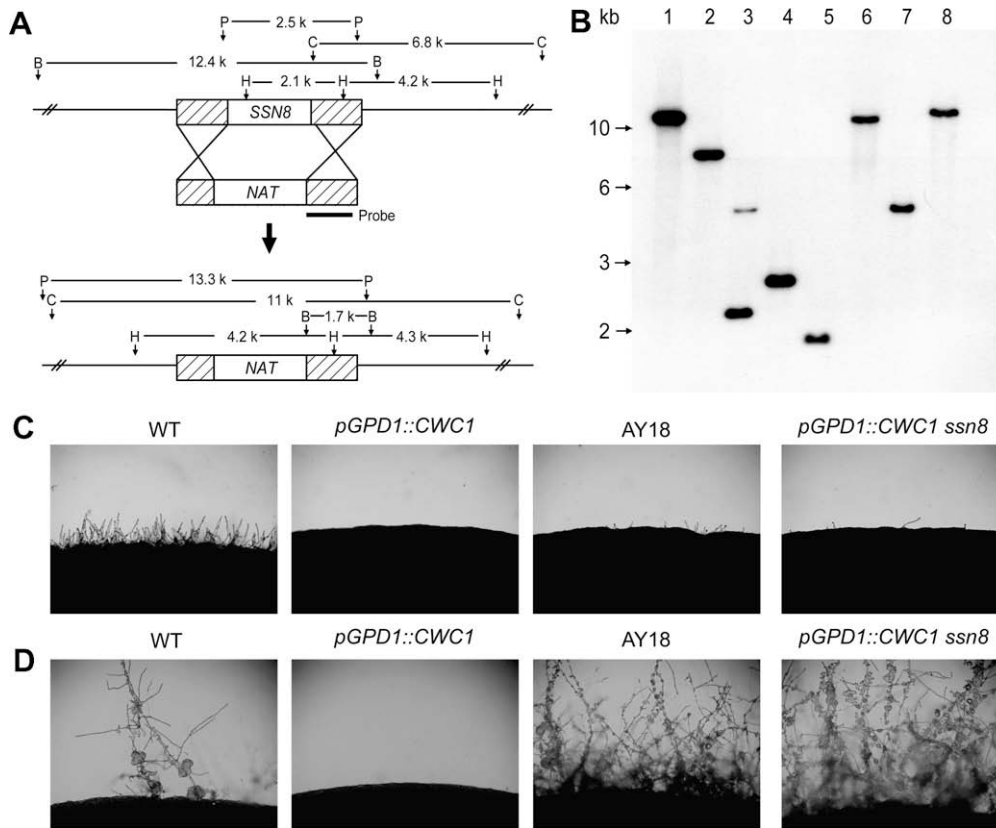 A
P 2.5 k P
C 6.8 k C
B 12.4 k B
H 2.1 k H 4.2 k H
SSN8
NAT
Probe
P 13.3 k P
C 11 k C
B 1.7 k B
H 4.2 k H 4.3 k H
NAT
B kb 1 2 3 4 5 6 7 8
10
6
3
2
C
WT pGPD1::CWC1 AY18 pGPD1::CWC1 ssn8
D
WT pGPD1::CWC1 AY18 pGPD1::CWC1 ssn8